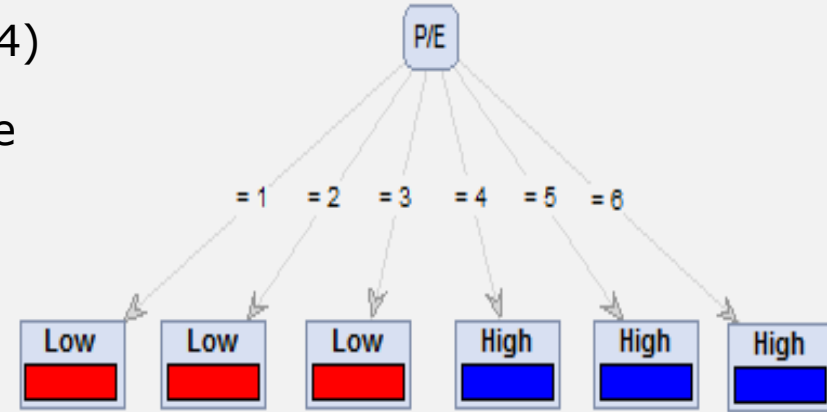 4)
P/E
e
= 1 = 2 = 3 = 4 = 5 = 6
Low Low Low High High High